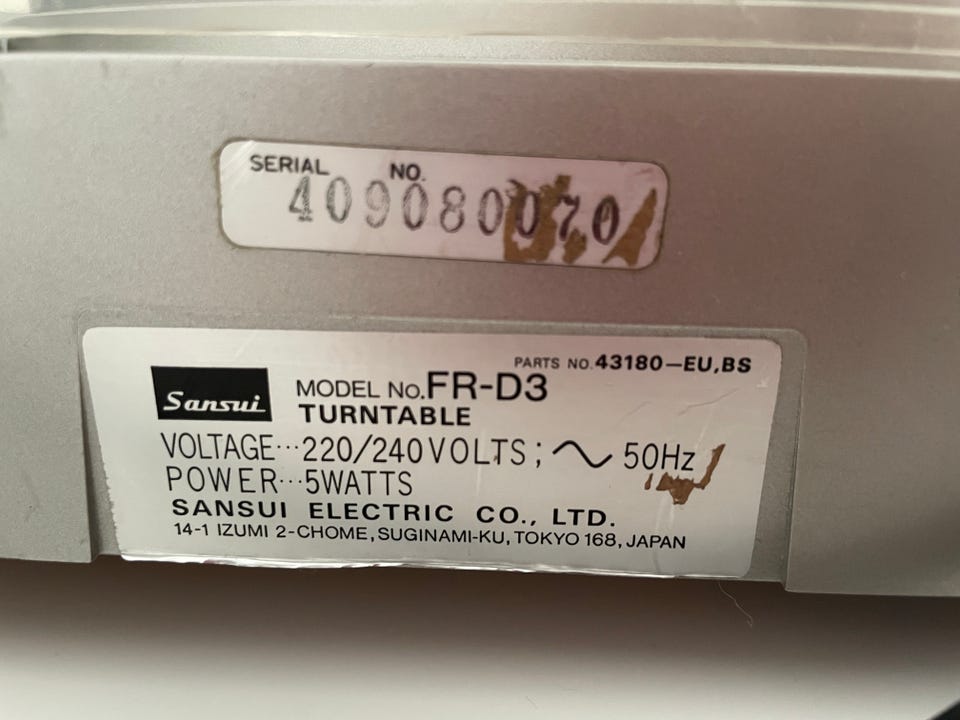 SERIAL NO.
409080070
PARTS NO. 43180-EU,BS
Sansui
MODEL No. FR-D3
TURNTABLE
VOLTAGE···220/240VOLTS; ∿ 50Hz
POWER···5WATTS
SANSUI ELECTRIC CO., LTD.
14-1 IZUMI 2-CHOME, SUGINAMI-KU, TOKYO 168, JAPAN